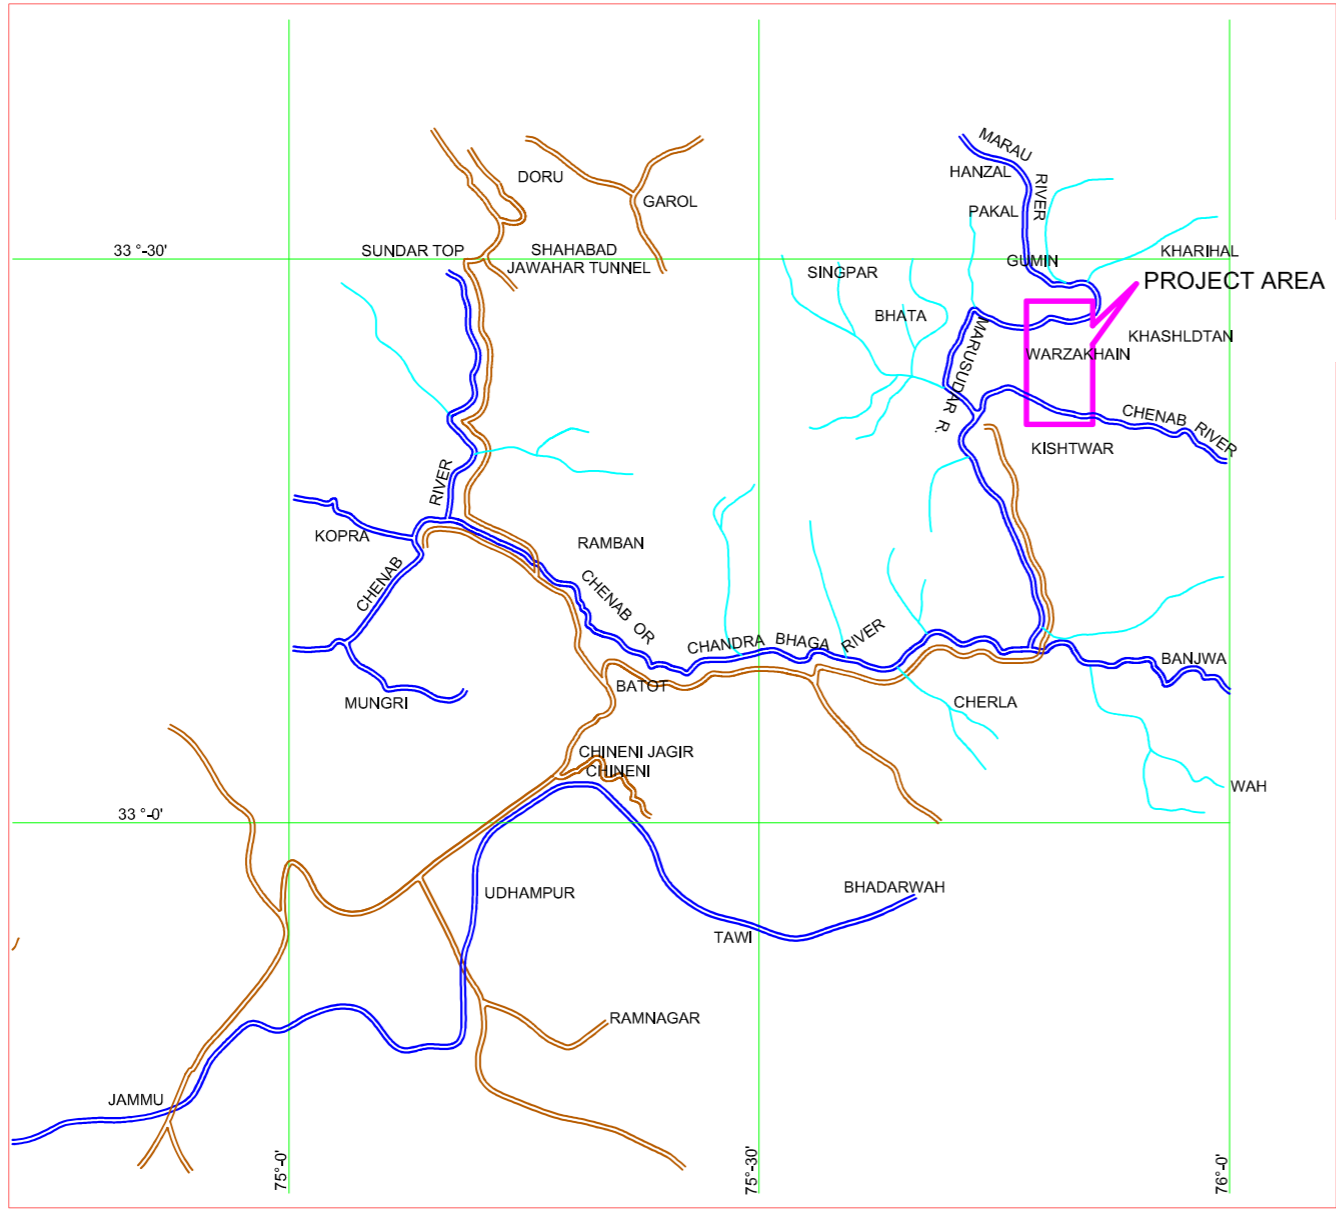 MARAU
HANZAL
RIVER
DORU
GAROL
PAKAL
33 °-30'
SUNDAR TOP
SHAHABAD
JAWAHAR TUNNEL
GUMIN
KHARIHAL
SINGPAR
PROJECT AREA
BHATA
KHASHLDTAN
WARZAKHAIN
MARUSUDAR R.
CHENAB RIVER
KISHTWAR
RIVER
KOPRA
RAMBAN
CHENAB
CHENAB OR
CHANDRA BHAGA RIVER
BANJWA
BATOT
MUNGRI
CHERLA
CHINENI JAGIR
CHINENI
WAH
33 °-0'
UDHAMPUR
BHADARWAH
TAWI
RAMNAGAR
JAMMU
75°-0'
75°-30'
76°-0'